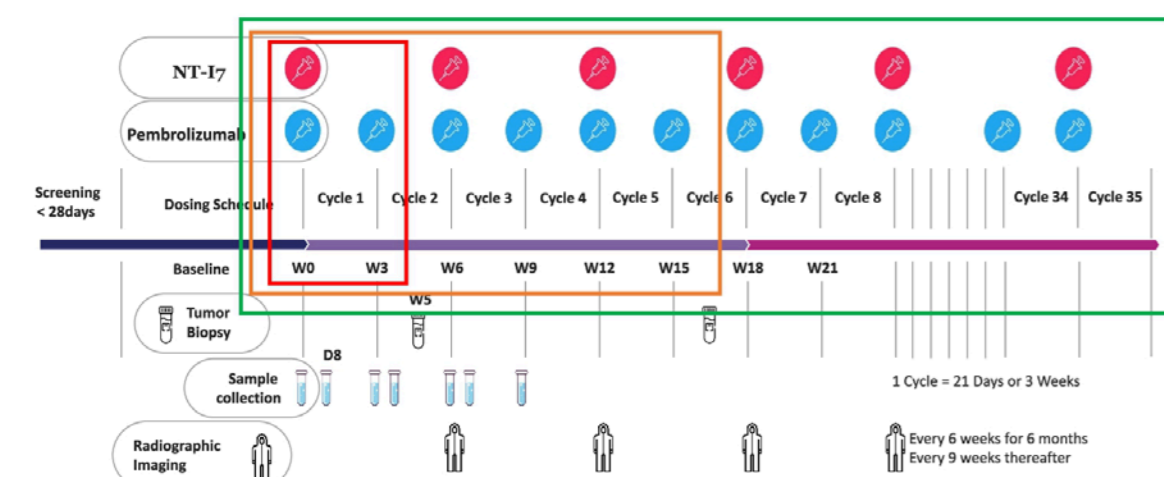 NT-I7
Pembrolizumab
Screening
< 28days
Dosing Schedule
Cycle 1
Cycle 2
Cycle 3
Cycle 4
Cycle 5
Cycle 6
Cycle 7
Cycle 8
Cycle 34
Cycle 35
Baseline
W0
W3
W6
W9
W12
W15
W18
W21
Tumor
Biopsy
W5
D8
Sample
collection
1 Cycle = 21 Days or 3 Weeks
Radiographic
Imaging
Every 6 weeks for 6 months
Every 9 weeks thereafter